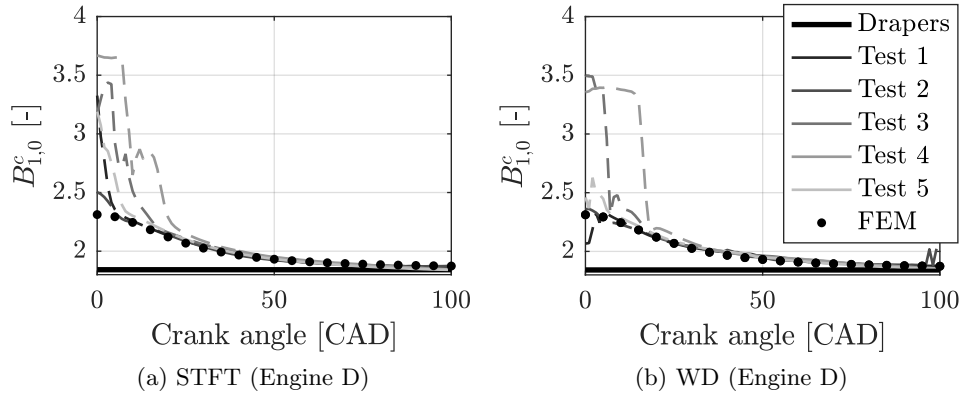 4
3.5
3
2.5
2
B^c_{1,0} [-]
0
50
100
Crank angle [CAD]
(a) STFT (Engine D)
4
3.5
3
2.5
2
B^c_{1,0} [-]
0
50
100
Crank angle [CAD]
(b) WD (Engine D)
Drapers
Test 1
Test 2
Test 3
Test 4
Test 5
FEM